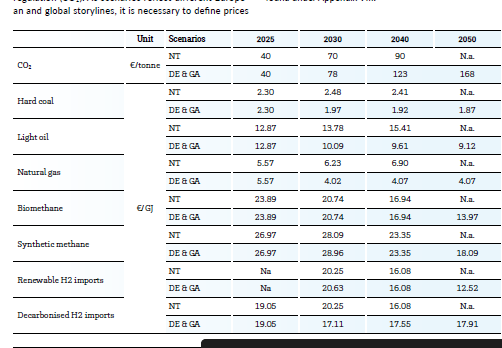 an and global storylines, it is necessary to define prices
Unit Scenarios 2025 2030 2040 2050
CO₂ €/tonne NT 40 70 90 N.a.
DE & GA 40 78 123 168
Hard coal €/GJ NT 2.30 2.48 2.41 N.a.
DE & GA 2.30 1.97 1.92 1.87
Light oil NT 12.87 13.78 15.41 N.a.
DE & GA 12.87 10.09 9.61 9.12
Natural gas NT 5.57 6.23 6.90 N.a.
DE & GA 5.57 4.02 4.07 4.07
Biomethane NT 23.89 20.74 16.94 N.a.
DE & GA 23.89 20.74 16.94 13.97
Synthetic methane NT 26.97 28.09 23.35 N.a.
DE & GA 26.97 28.96 23.35 18.09
Renewable H2 imports NT Na 20.25 16.08 N.a.
DE & GA Na 20.63 16.08 12.52
Decarbonised H2 imports NT 19.05 20.25 16.08 N.a.
DE & GA 19.05 17.11 17.55 17.91